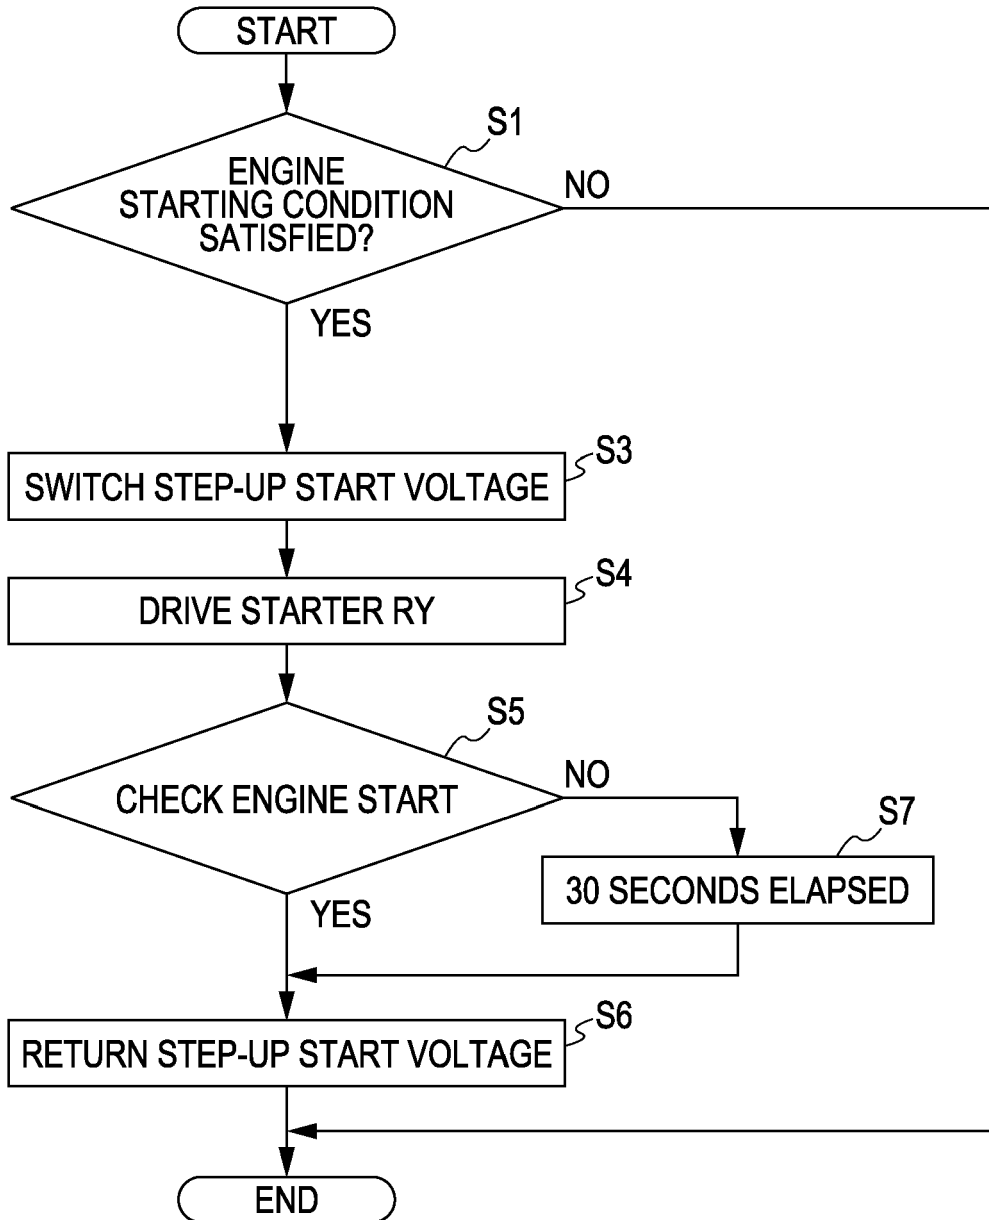 START
S1
ENGINE
STARTING CONDITION
SATISFIED?
NO
YES
S3
SWITCH STEP-UP START VOLTAGE
S4
DRIVE STARTER RY
S5
CHECK ENGINE START
NO
S7
30 SECONDS ELAPSED
YES
S6
RETURN STEP-UP START VOLTAGE
END